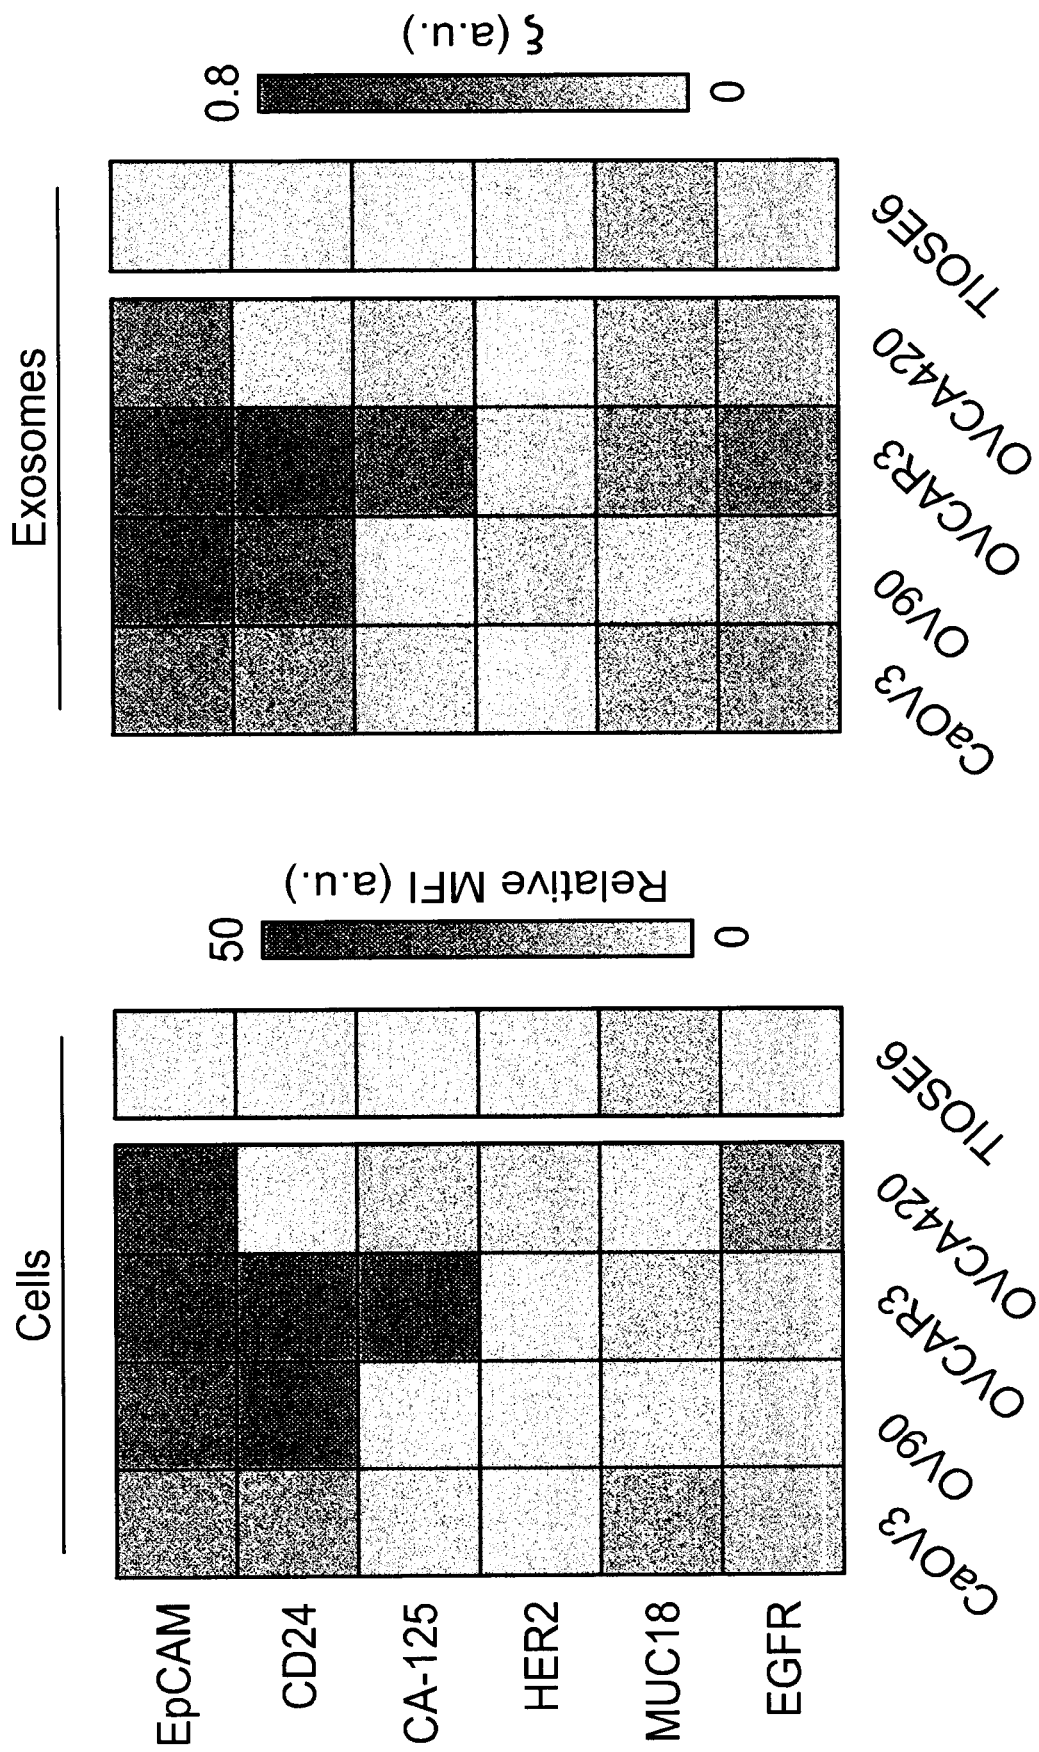 Cells
Exosomes
EpCAM
CD24
CA-125
HER2
MUC18
EGFR
CaOV3
OV90
OVCAR3
OVCA420
TIOSE6
50
0
Relative MFI (a.u.)
CaOV3
OV90
OVCAR3
OVCA420
TIOSE6
0.8
0
ξ (a.u.)